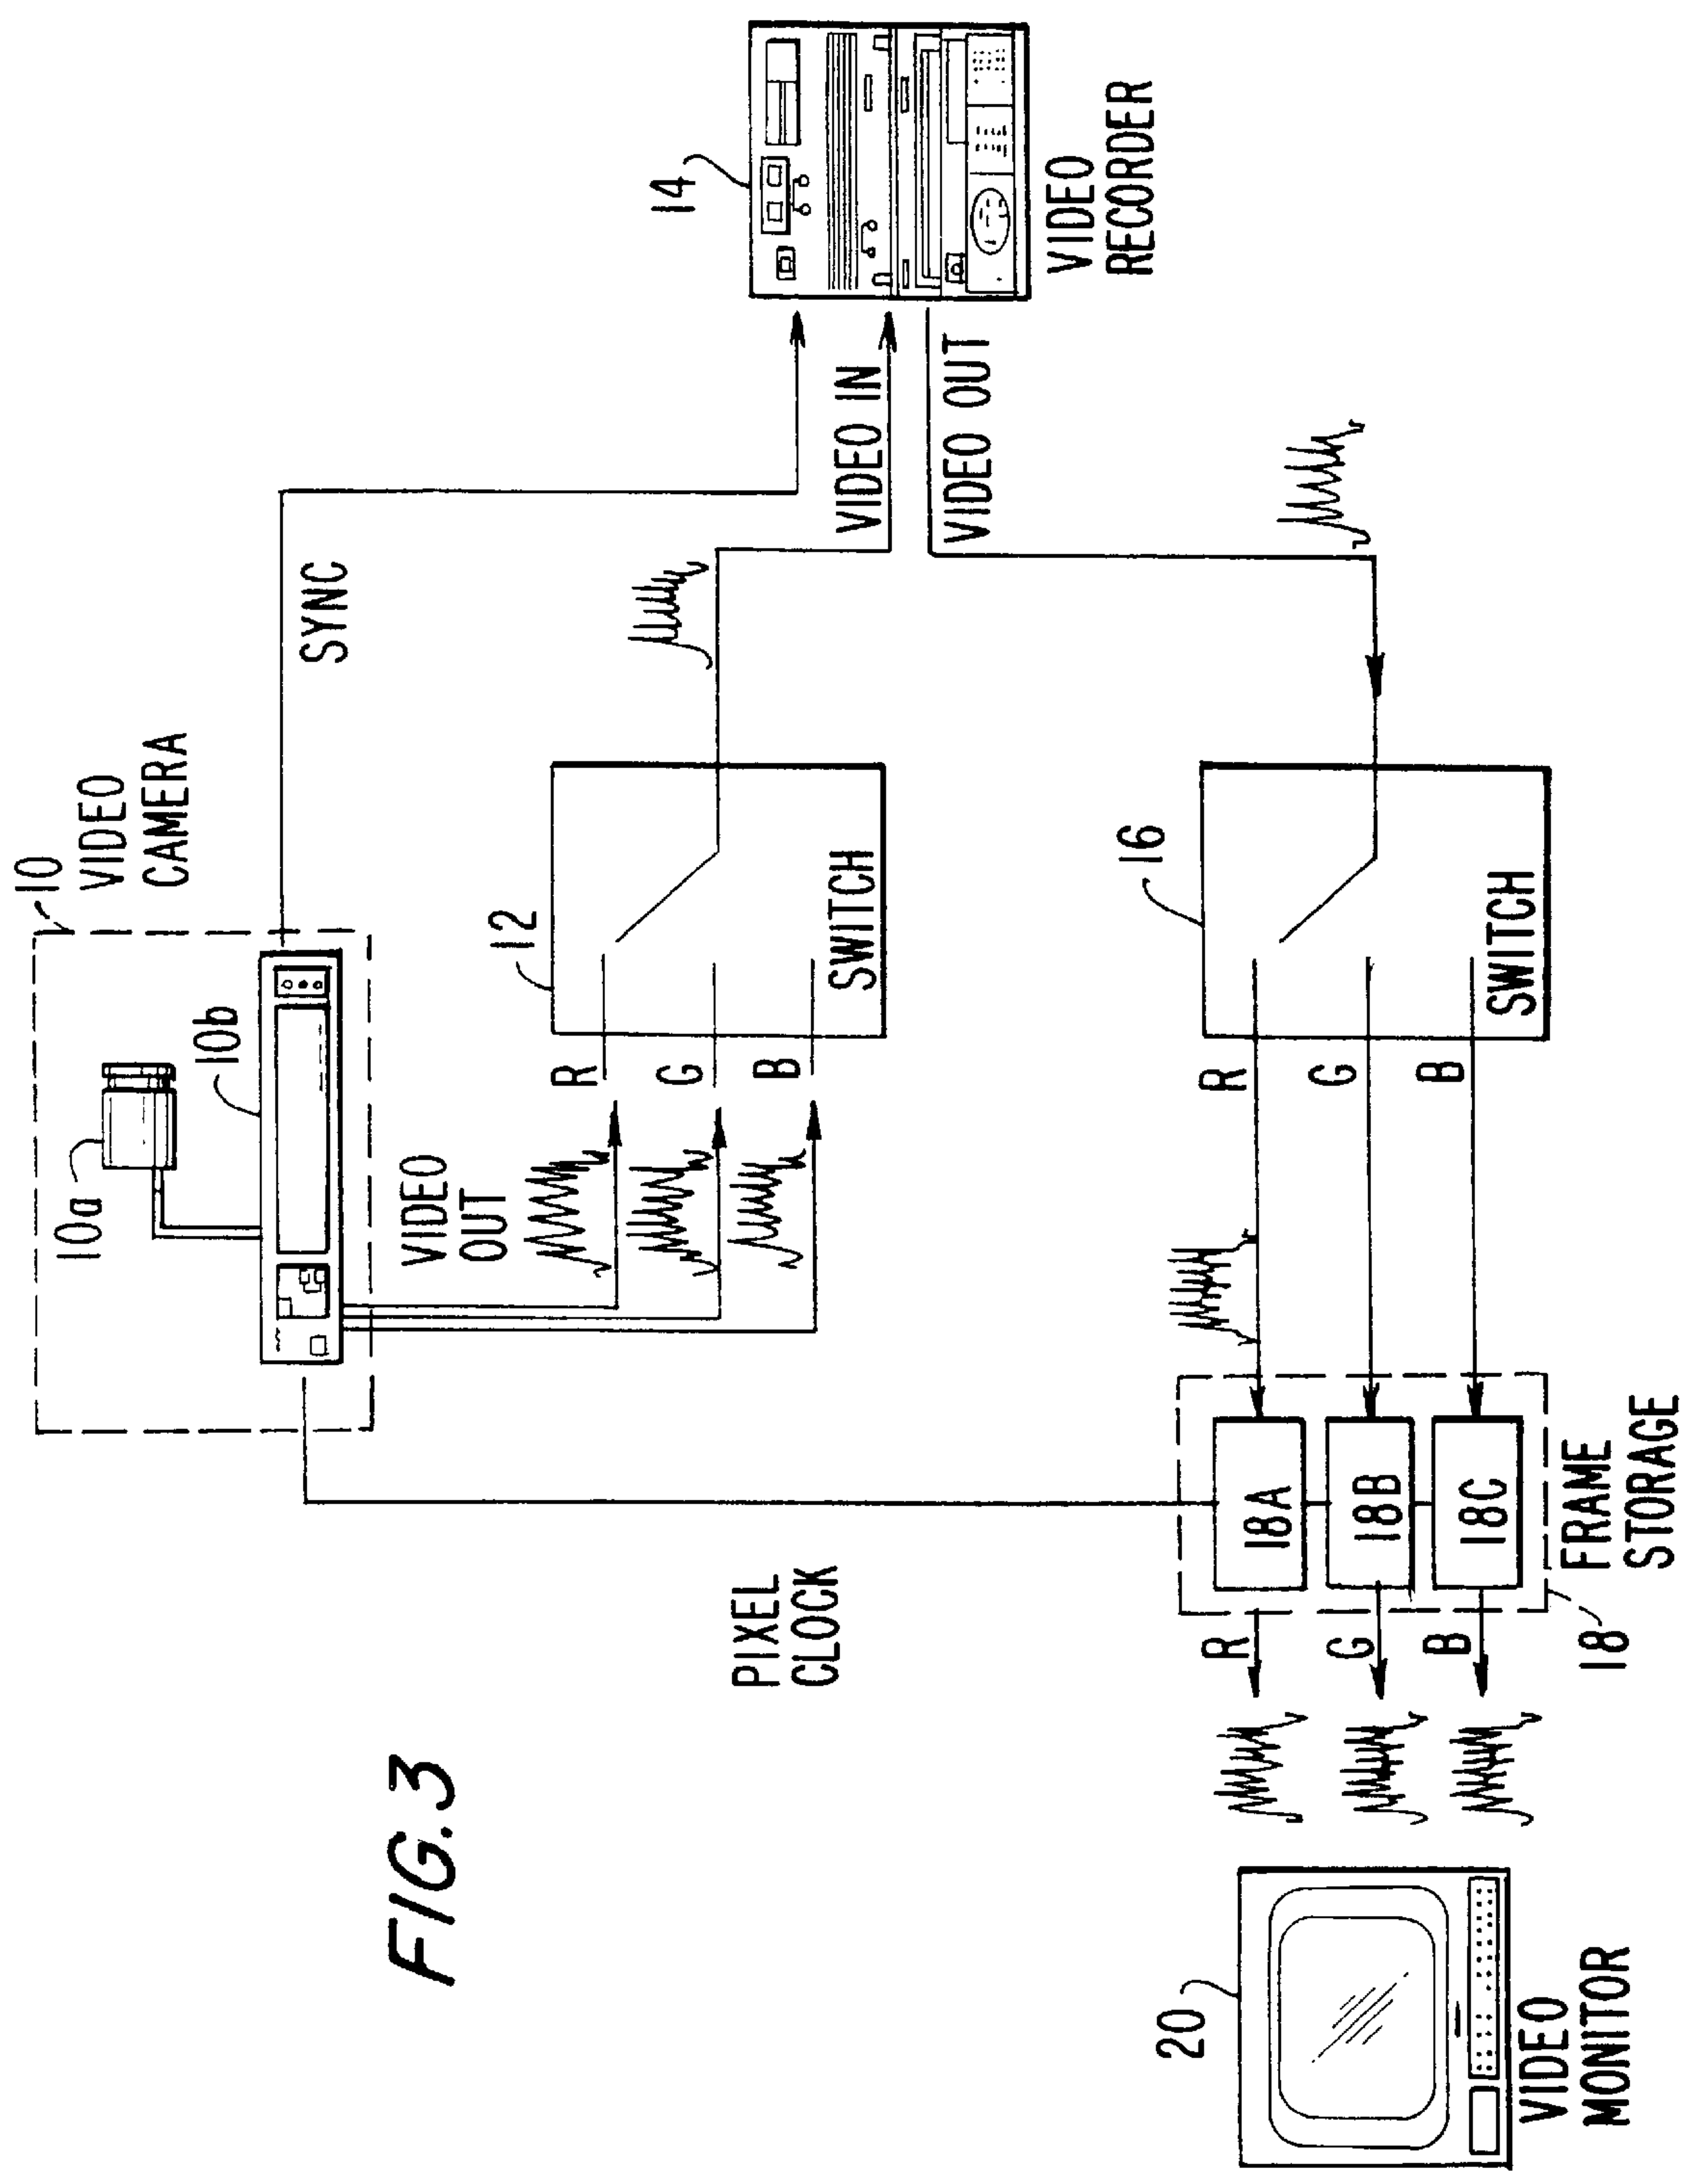 FIG. 3
10
VIDEO
CAMERA
10a
10b
SYNC
14
VIDEO
RECORDER
VIDEO IN
VIDEO OUT
VIDEO
OUT
R
G
B
12
SWITCH
PIXEL
CLOCK
16
SWITCH
R
G
B
18A
18B
18C
FRAME
STORAGE
18
R
G
B
20
VIDEO
MONITOR